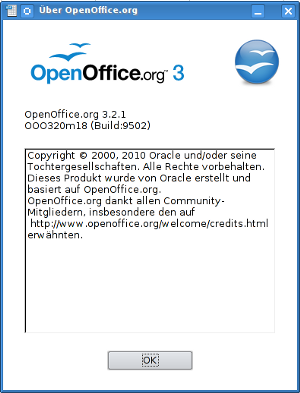 Über OpenOffice.org
OpenOffice.org™ 3
OpenOffice.org 3.2.1
OOO320m18 (Build:9502)
Copyright © 2000, 2010 Oracle und/oder seine
Tochtergesellschaften. Alle Rechte vorbehalten.
Dieses Produkt wurde von Oracle erstellt und
basiert auf OpenOffice.org.
OpenOffice.org dankt allen Community-
Mitgliedern, insbesondere den auf
http://www.openoffice.org/welcome/credits.html
erwähnten.
OK